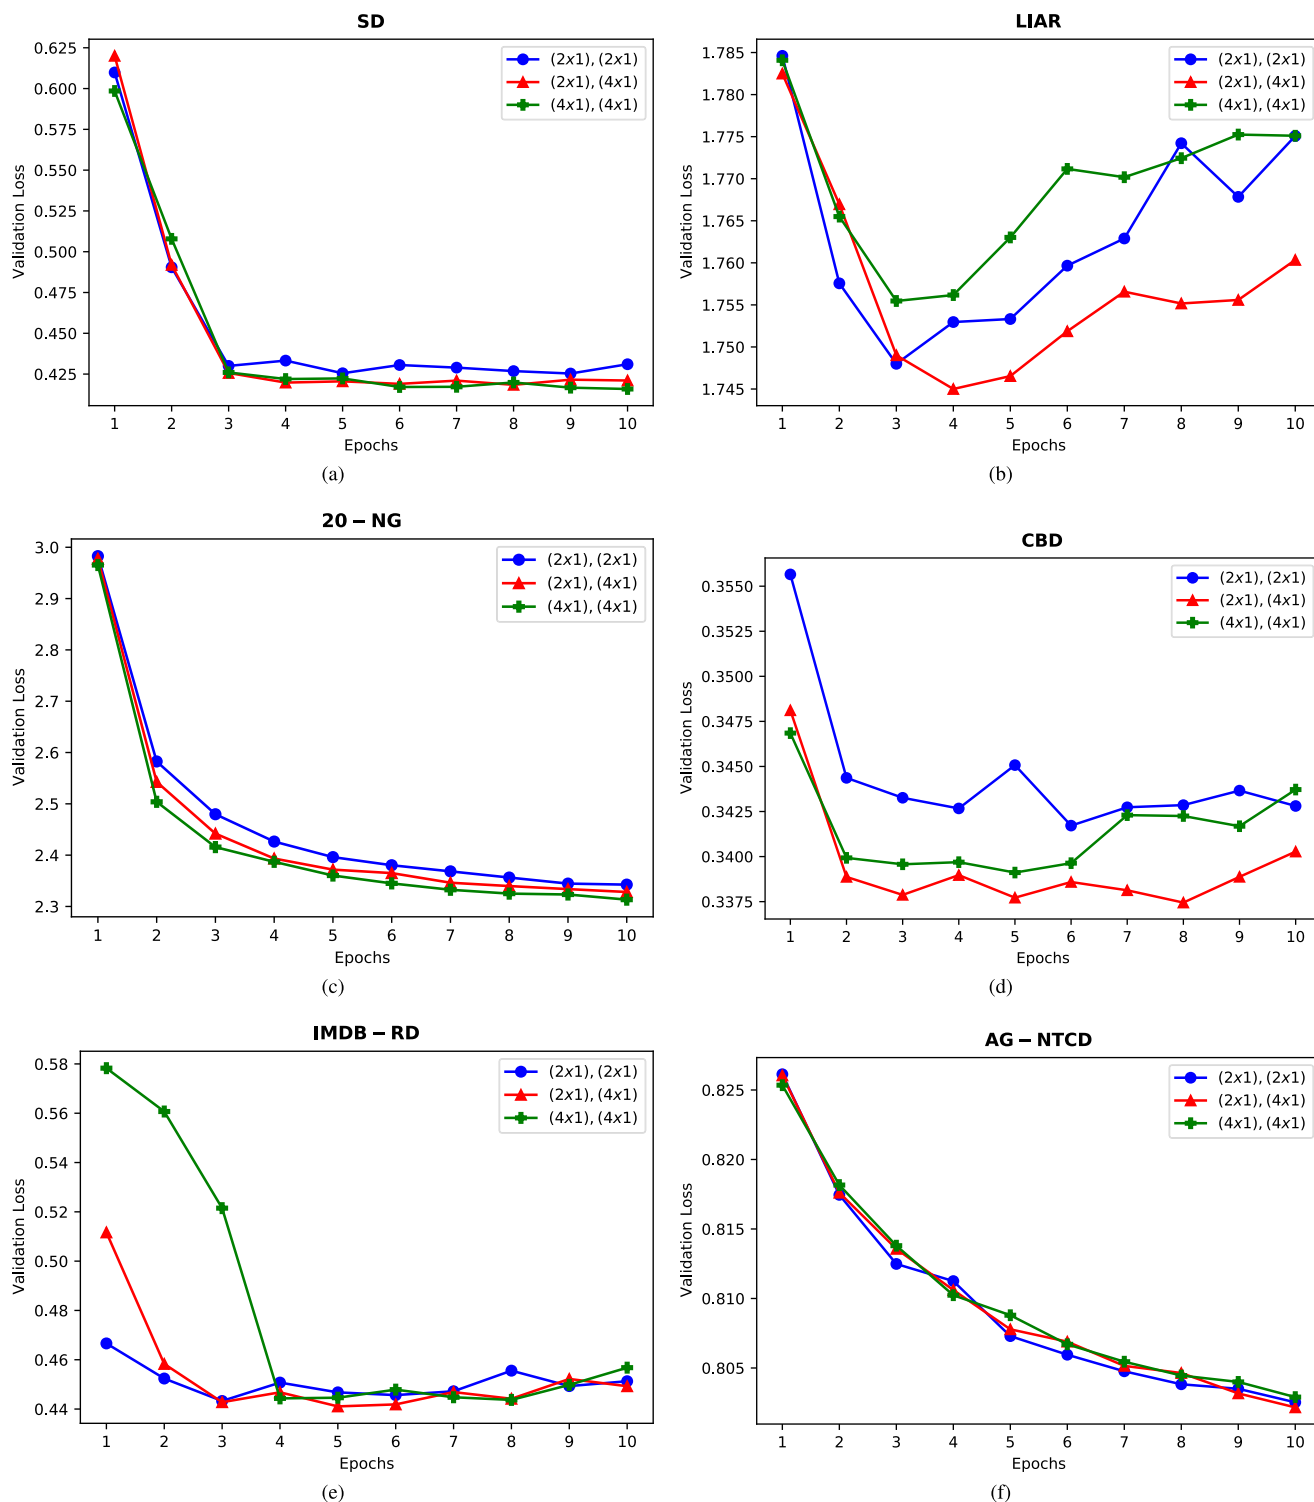 SD
0.625
0.600
0.575
0.550
0.525
0.500
0.475
0.450
0.425
Validation Loss
(2x1), (2x1)
(2x1), (4x1)
(4x1), (4x1)
1 2 3 4 5 6 7 8 9 10
Epochs
(a)
LIAR
1.785
1.780
1.775
1.770
1.765
1.760
1.755
1.750
1.745
Validation Loss
(2x1), (2x1)
(2x1), (4x1)
(4x1), (4x1)
1 2 3 4 5 6 7 8 9 10
Epochs
(b)
20 – NG
3.0
2.9
2.8
2.7
2.6
2.5
2.4
2.3
Validation Loss
(2x1), (2x1)
(2x1), (4x1)
(4x1), (4x1)
1 2 3 4 5 6 7 8 9 10
Epochs
(c)
CBD
0.3550
0.3525
0.3500
0.3475
0.3450
0.3425
0.3400
0.3375
Validation Loss
(2x1), (2x1)
(2x1), (4x1)
(4x1), (4x1)
1 2 3 4 5 6 7 8 9 10
Epochs
(d)
IMDB – RD
0.58
0.56
0.54
0.52
0.50
0.48
0.46
0.44
Validation Loss
(2x1), (2x1)
(2x1), (4x1)
(4x1), (4x1)
1 2 3 4 5 6 7 8 9 10
Epochs
(e)
AG – NTCD
0.825
0.820
0.815
0.810
0.805
Validation Loss
(2x1), (2x1)
(2x1), (4x1)
(4x1), (4x1)
1 2 3 4 5 6 7 8 9 10
Epochs
(f)